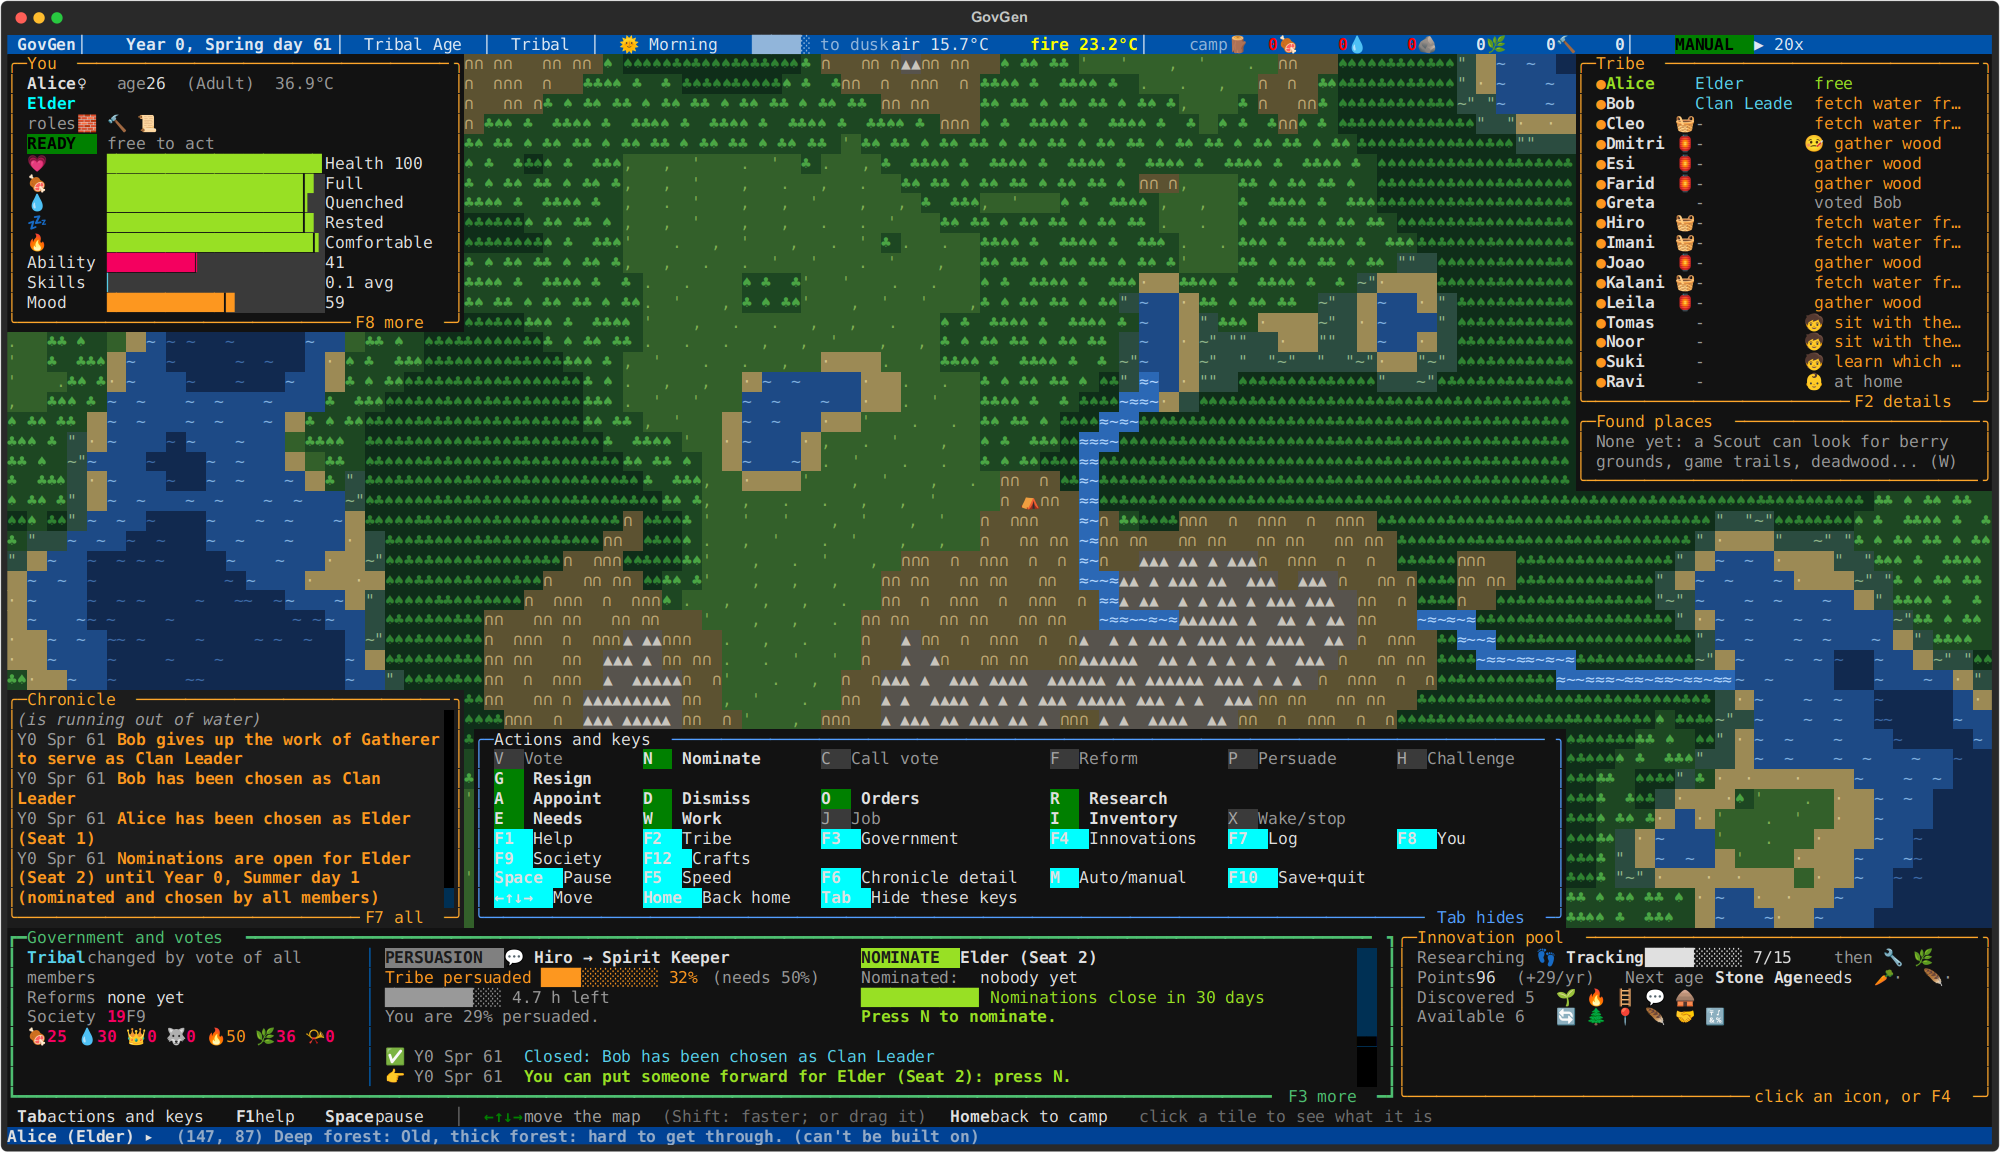 GovGen
GovGen Year 0, Spring day 61 Tribal Age Tribal Morning to dusk air 15.7°C fire 23.2°C camp 0 0 0 0 0 0 MANUAL ▶ 20x
You
Alice♀ age26 (Adult) 36.9°C
Elder
roles
READY free to act
Health 100
Full
Quenched
Rested
Comfortable
Ability 41
Skills 0.1 avg
Mood 59
F8 more
Tribe
Alice Elder free
Bob Clan Leade fetch water fr…
Cleo - fetch water fr…
Dmitri - gather wood
Esi - gather wood
Farid - gather wood
Greta - voted Bob
Hiro - fetch water fr…
Imani - fetch water fr…
Joao - gather wood
Kalani - fetch water fr…
Leila - gather wood
Tomas - sit with the…
Noor - sit with the…
Suki - learn which …
Ravi - at home
F2 details
Found places
None yet: a Scout can look for berry
grounds, game trails, deadwood... (W)
Chronicle
(is running out of water)
Y0 Spr 61 Bob gives up the work of Gatherer
to serve as Clan Leader
Y0 Spr 61 Bob has been chosen as Clan
Leader
Y0 Spr 61 Alice has been chosen as Elder
(Seat 1)
Y0 Spr 61 Nominations are open for Elder
(Seat 2) until Year 0, Summer day 1
(nominated and chosen by all members)
F7 all
Actions and keys
V Vote N Nominate C Call vote F Reform P Persuade H Challenge
G Resign
A Appoint D Dismiss O Orders R Research
E Needs W Work J Job I Inventory X Wake/stop
F1 Help F2 Tribe F3 Government F4 Innovations F7 Log F8 You
F9 Society F12 Crafts
Space Pause F5 Speed F6 Chronicle detail M Auto/manual F10 Save+quit
←↑↓→ Move Home Back home Tab Hide these keys
Tab hides
Government and votes
Tribal changed by vote of all
members
Reforms none yet
Society 19 F9
25 30 0 0 50 36 0
PERSUASION Hiro → Spirit Keeper
Tribe persuaded 32% (needs 50%)
4.7 h left
You are 29% persuaded.
NOMINATE Elder (Seat 2)
Nominated: nobody yet
Nominations close in 30 days
Press N to nominate.
Y0 Spr 61 Closed: Bob has been chosen as Clan Leader
Y0 Spr 61 You can put someone forward for Elder (Seat 2): press N.
F3 more
Innovation pool
Researching Tracking 7/15 then
Points 96 (+29/yr) Next age Stone Age needs
Discovered 5
Available 6
click an icon, or F4
Tab actions and keys F1 help Space pause ←↑↓→ move the map (Shift: faster; or drag it) Home back to camp click a tile to see what it is
Alice (Elder) ▸ (147, 87) Deep forest: Old, thick forest: hard to get through. (can't be built on)